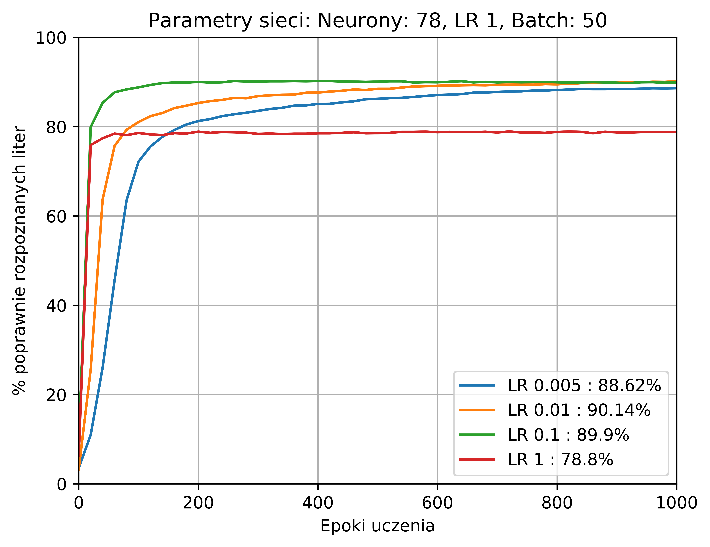 Parametry sieci: Neurony: 78, LR 1, Batch: 50
% poprawnie rozpoznanych liter
100
80
60
40
20
0
0 200 400 600 800 1000
Epoki uczenia
LR 0.005 : 88.62%
LR 0.01 : 90.14%
LR 0.1 : 89.9%
LR 1 : 78.8%